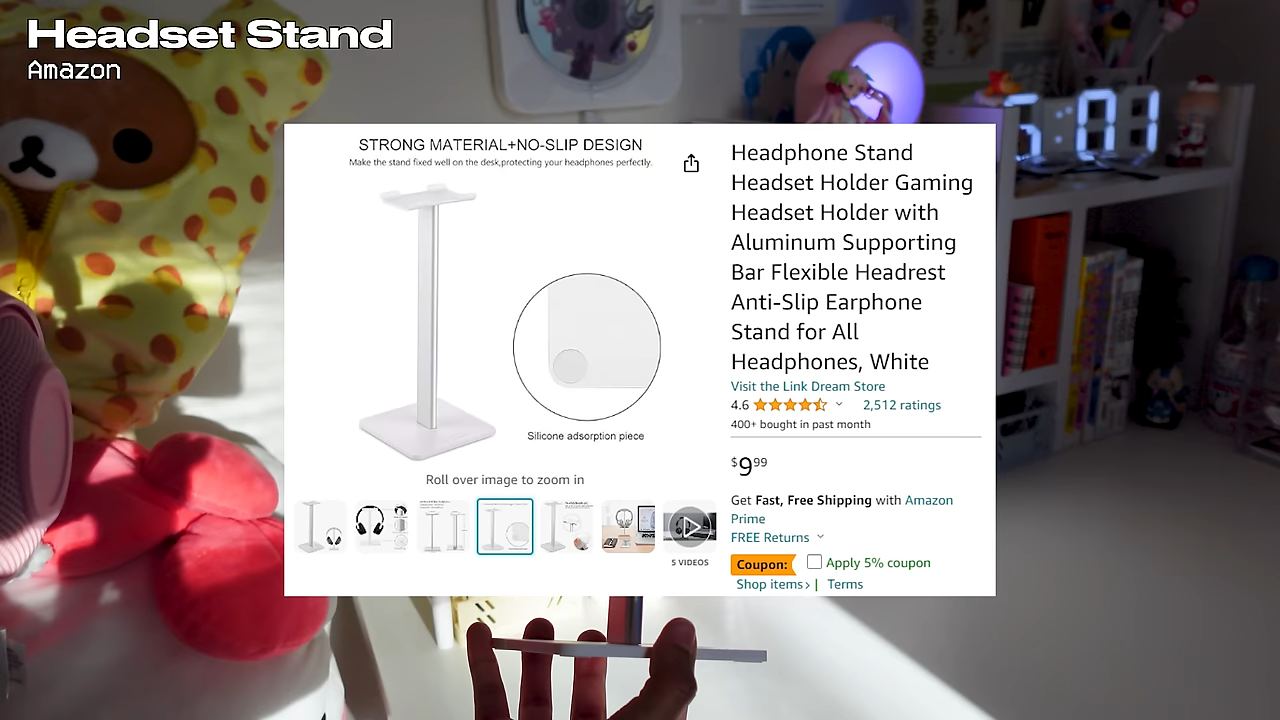 Headset Stand
Amazon
STRONG MATERIAL+NO-SLIP DESIGN
Make the stand fixed well on the desk,protecting your headphones perfectly.
Silicone adsorption piece
Roll over image to zoom in
5 VIDEOS
Headphone Stand
Headset Holder Gaming
Headset Holder with
Aluminum Supporting
Bar Flexible Headrest
Anti-Slip Earphone
Stand for All
Headphones, White
Visit the Link Dream Store
4.6 2,512 ratings
400+ bought in past month
$9 99
Get Fast, Free Shipping with Amazon
Prime
FREE Returns
Coupon: Apply 5% coupon
Shop items> | Terms